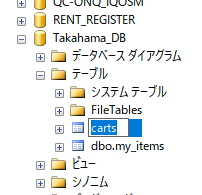 QC-ONQ_IQOSM
RENT_REGISTER
Takahama_DB
データベース ダイアグラム
テーブル
システム テーブル
FileTables
carts
dbo.my_items
ビュー
シノニム